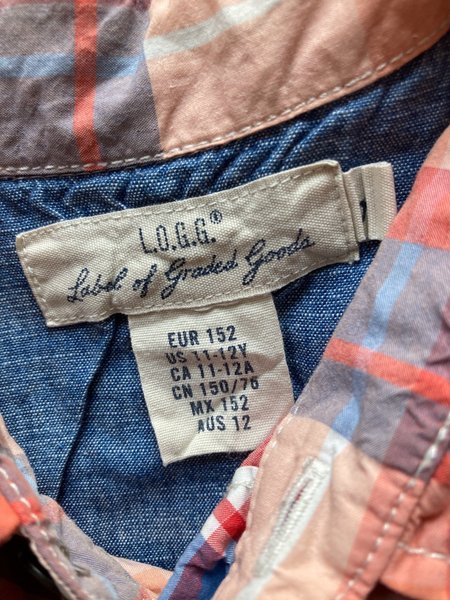 L.O.G.G.®
Label of Graded Goods
EUR 152
US 11-12Y
CA 11-12A
CN 150/76
MX 152
AUS 12